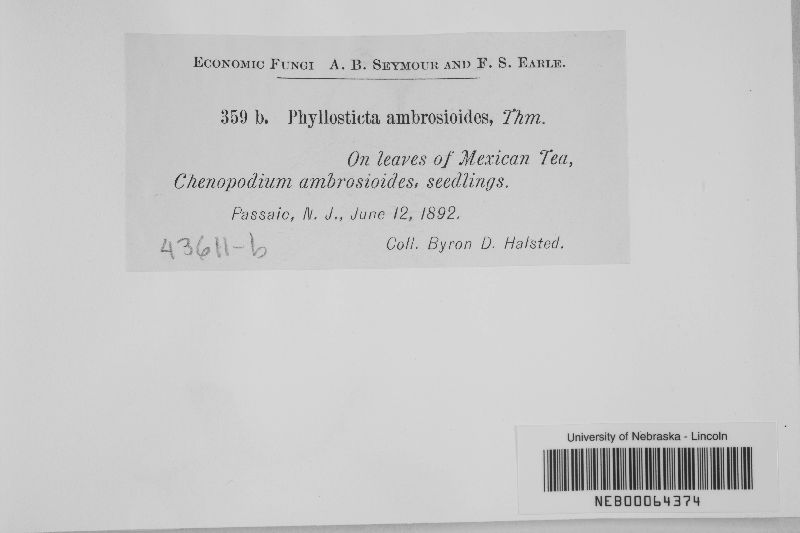 ECONOMIC FUNGI A. B. SEYMOUR AND F. S. EARLE.
359 b. Phyllosticta ambrosioides, Thm.
On leaves of Mexican Tea,
Chenopodium ambrosioides, seedlings.
Passaic, N. J., June 12, 1892.
43611-b
Coll. Byron D. Halsted.
University of Nebraska - Lincoln
NEB00064374